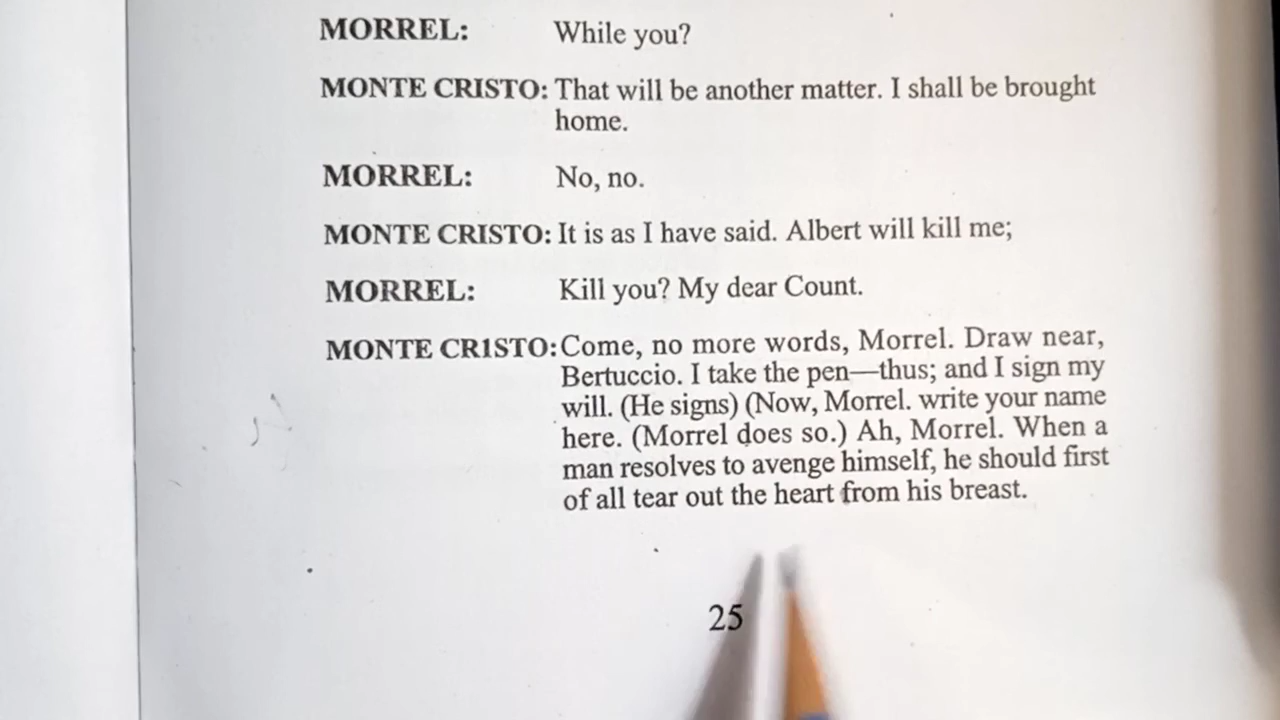 MORREL: While you?
MONTE CRISTO: That will be another matter. I shall be brought
home.
MORREL: No, no.
MONTE CRISTO: It is as I have said. Albert will kill me;
MORREL: Kill you? My dear Count.
MONTE CR1STO: Come, no more words, Morrel. Draw near,
Bertuccio. I take the pen—thus; and I sign my
will. (He signs) (Now, Morrel. write your name
here. (Morrel does so.) Ah, Morrel. When a
man resolves to avenge himself, he should first
of all tear out the heart from his breast.
25